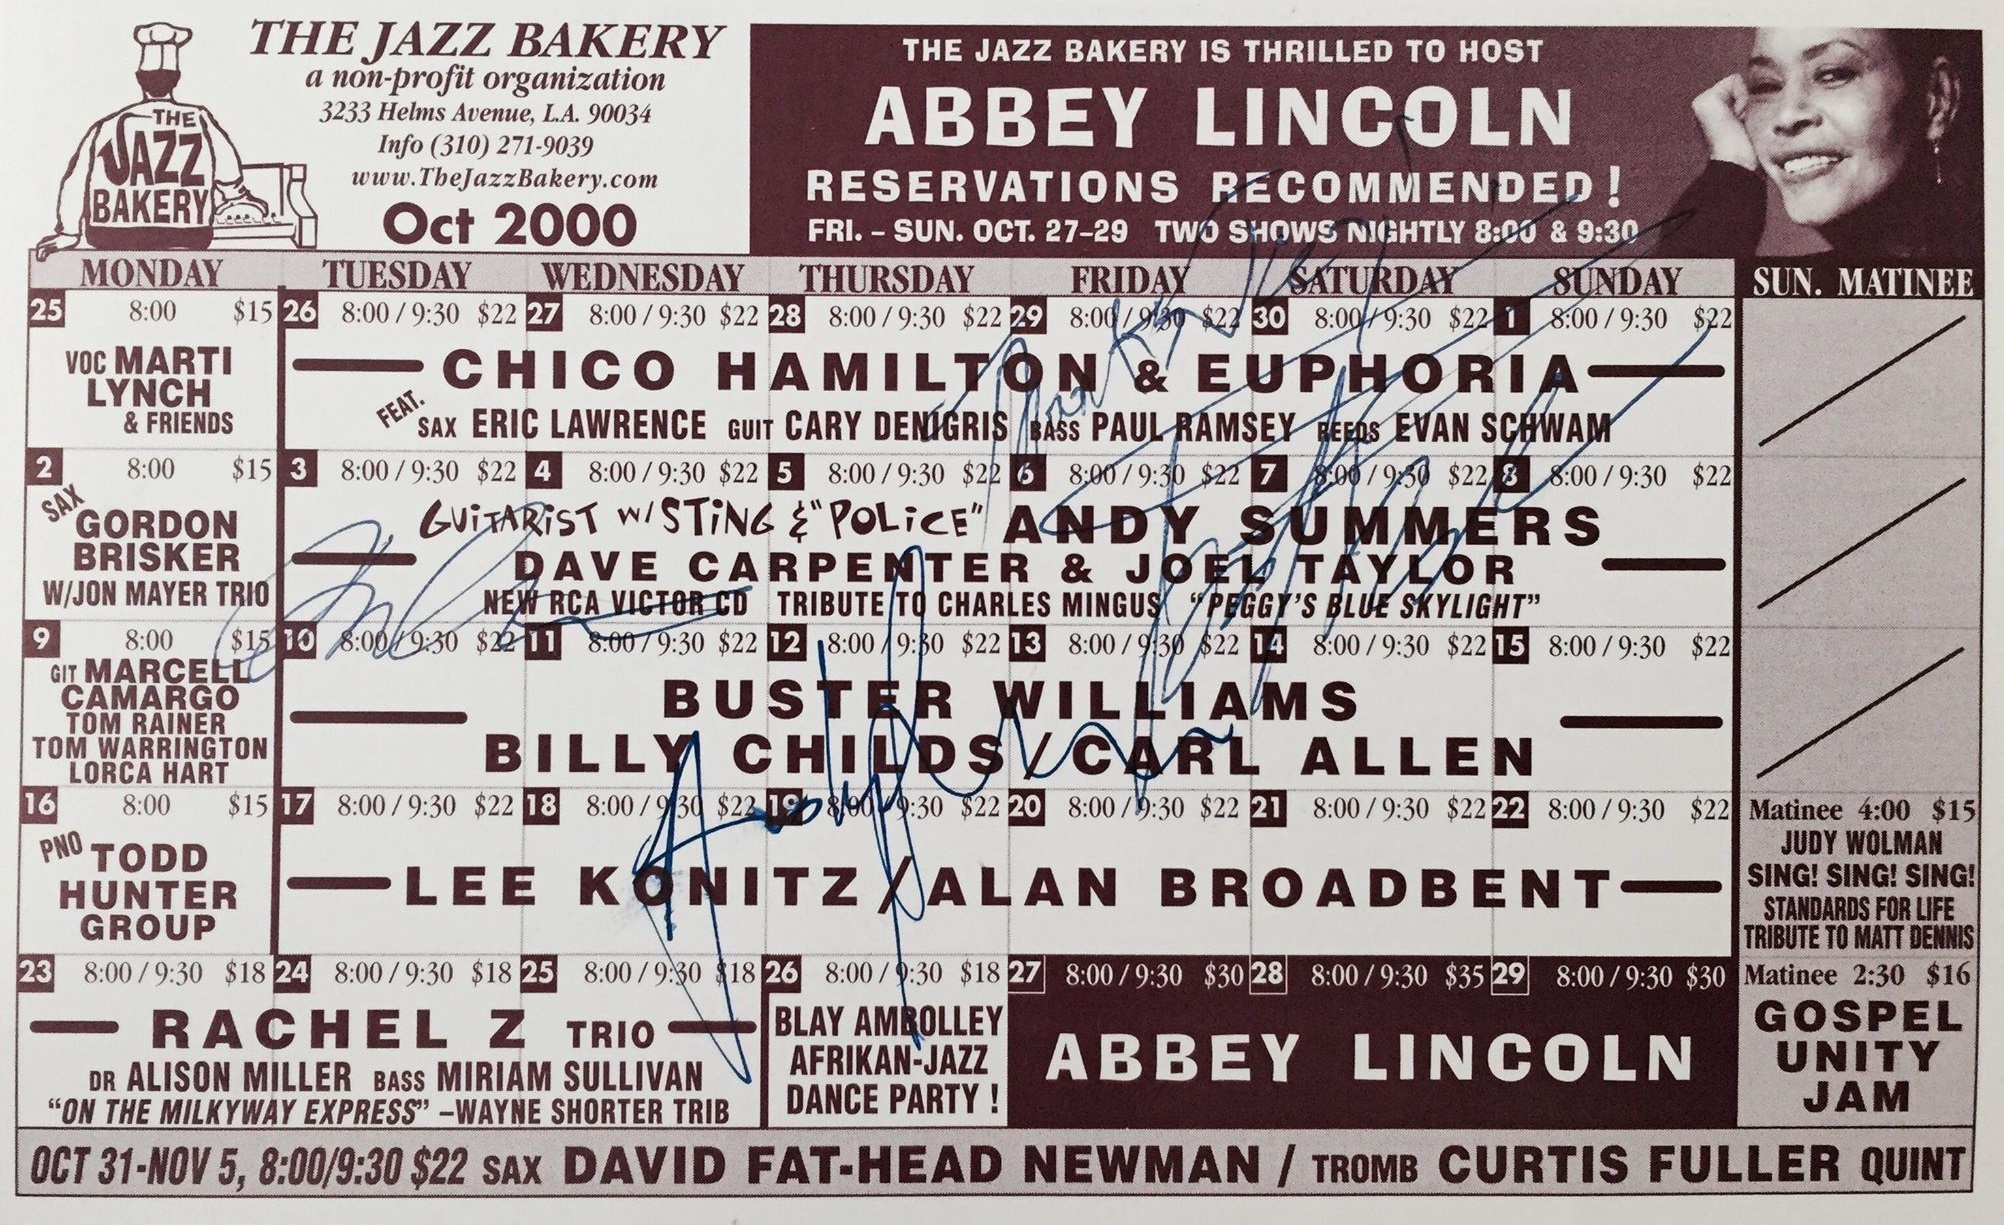 THE JAZZ BAKERY
a non-profit organization
3233 Helms Avenue, L.A. 90034
Info (310) 271-9039
www.TheJazzBakery.com
Oct 2000
THE
JAZZ
BAKERY
THE JAZZ BAKERY IS THRILLED TO HOST
ABBEY LINCOLN
RESERVATIONS RECOMMENDED!
FRI. – SUN. OCT. 27–29 TWO SHOWS NIGHTLY 8:00 & 9:30
MONDAY TUESDAY WEDNESDAY THURSDAY FRIDAY SATURDAY SUNDAY SUN. MATINEE
25 8:00 $15
VOC MARTI
LYNCH
& FRIENDS
26 8:00 / 9:30 $22 27 8:00 / 9:30 $22 28 8:00 / 9:30 $22 29 8:00 / 9:30 $22 30 8:00 / 9:30 $22 1 8:00 / 9:30 $22
CHICO HAMILTON & EUPHORIA
FEAT. SAX ERIC LAWRENCE GUIT CARY DENIGRIS BASS PAUL RAMSEY REEDS EVAN SCHWAM
2 8:00 $15
SAX GORDON
BRISKER
W/JON MAYER TRIO
3 8:00 / 9:30 $22 4 8:00 / 9:30 $22 5 8:00 / 9:30 $22 6 8:00 / 9:30 $22 7 8:00 / 9:30 $22 8 8:00 / 9:30 $22
GUITARIST W/ STING & "POLICE" ANDY SUMMERS
DAVE CARPENTER & JOEL TAYLOR
NEW RCA VICTOR CD TRIBUTE TO CHARLES MINGUS "PEGGY'S BLUE SKYLIGHT"
9 8:00 $15
GIT MARCELL
CAMARGO
TOM RAINER
TOM WARRINGTON
LORCA HART
10 8:00 / 9:30 $22 11 8:00 / 9:30 $22 12 8:00 / 9:30 $22 13 8:00 / 9:30 $22 14 8:00 / 9:30 $22 15 8:00 / 9:30 $22
BUSTER WILLIAMS
BILLY CHILDS / CARL ALLEN
16 8:00 $15
PNO TODD
HUNTER
GROUP
17 8:00 / 9:30 $22 18 8:00 / 9:30 $22 19 8:00 / 9:30 $22 20 8:00 / 9:30 $22 21 8:00 / 9:30 $22 22 8:00 / 9:30 $22
LEE KONITZ / ALAN BROADBENT
Matinee 4:00 $15
JUDY WOLMAN
SING! SING! SING!
STANDARDS FOR LIFE
TRIBUTE TO MATT DENNIS
23 8:00 / 9:30 $18 24 8:00 / 9:30 $18 25 8:00 / 9:30 $18
RACHEL Z TRIO
DR ALISON MILLER BASS MIRIAM SULLIVAN
"ON THE MILKYWAY EXPRESS" –WAYNE SHORTER TRIB
26 8:00 / 9:30 $18
BLAY AMBOLLEY
AFRIKAN-JAZZ
DANCE PARTY !
27 8:00 / 9:30 $30 28 8:00 / 9:30 $35 29 8:00 / 9:30 $30
ABBEY LINCOLN
Matinee 2:30 $16
GOSPEL
UNITY
JAM
OCT 31-NOV 5, 8:00/9:30 $22 SAX DAVID FAT-HEAD NEWMAN / TROMB CURTIS FULLER QUINT